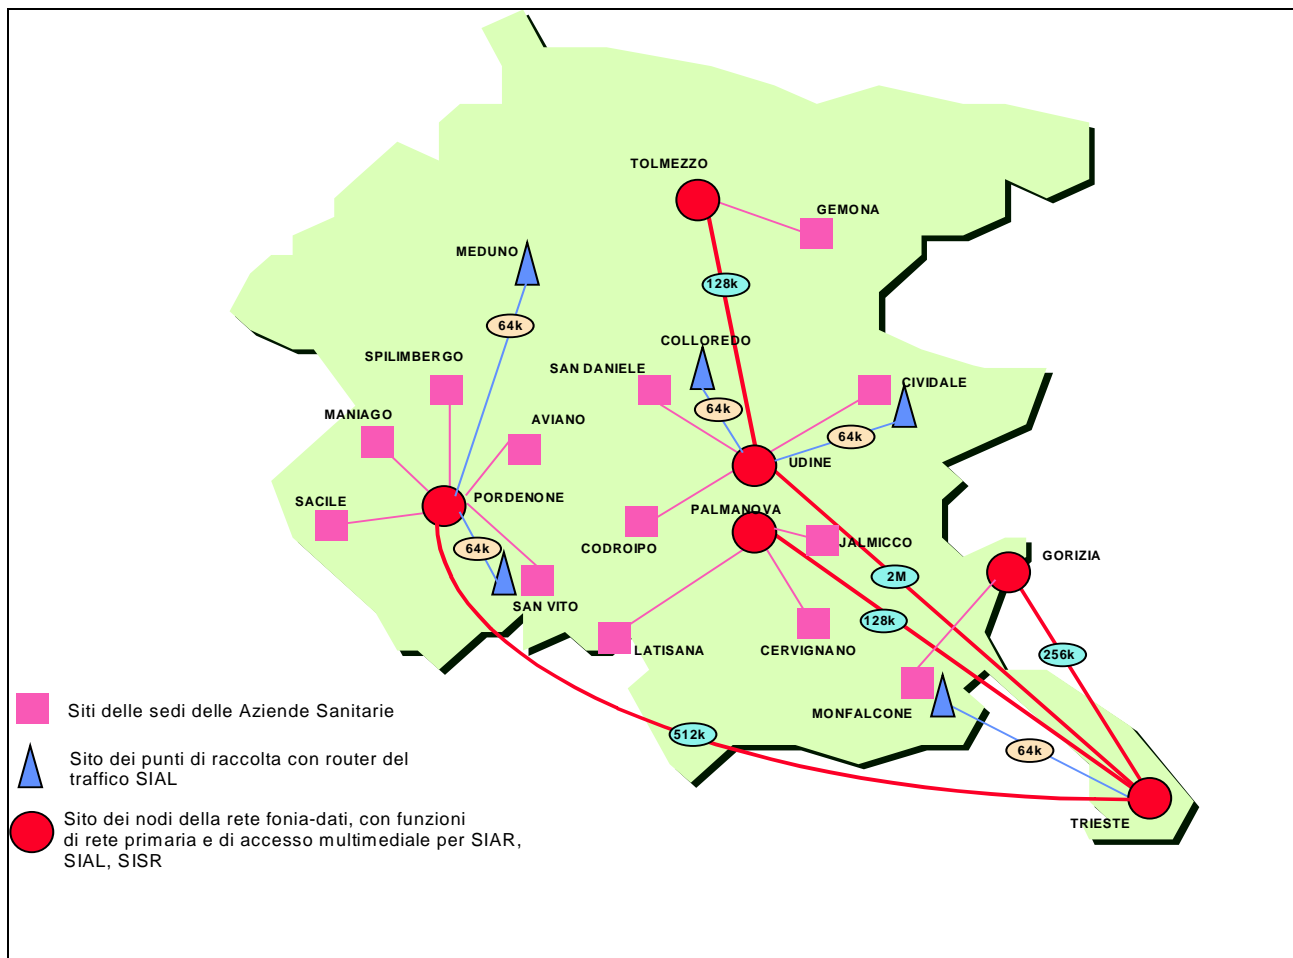 TOLMEZZO
GEMONA
MEDUNO
128k
64k
COLLOREDO
SPILIMBERGO
SAN DANIELE
CIVIDALE
MANIAGO
AVIANO
64k
64k
UDINE
SACILE
PORDENONE
PALMANOVA
CODROIPO
JALMICCO
64k
GORIZIA
2M
SAN VITO
128k
LATISANA
CERVIGNANO
256k
MONFALCONE
512k
64k
TRIESTE
Siti delle sedi delle Aziende Sanitarie
Sito dei punti di raccolta con router del
traffico SIAL
Sito dei nodi della rete fonia-dati, con funzioni
di rete primaria e di accesso multimediale per SIAR,
SIAL, SISR